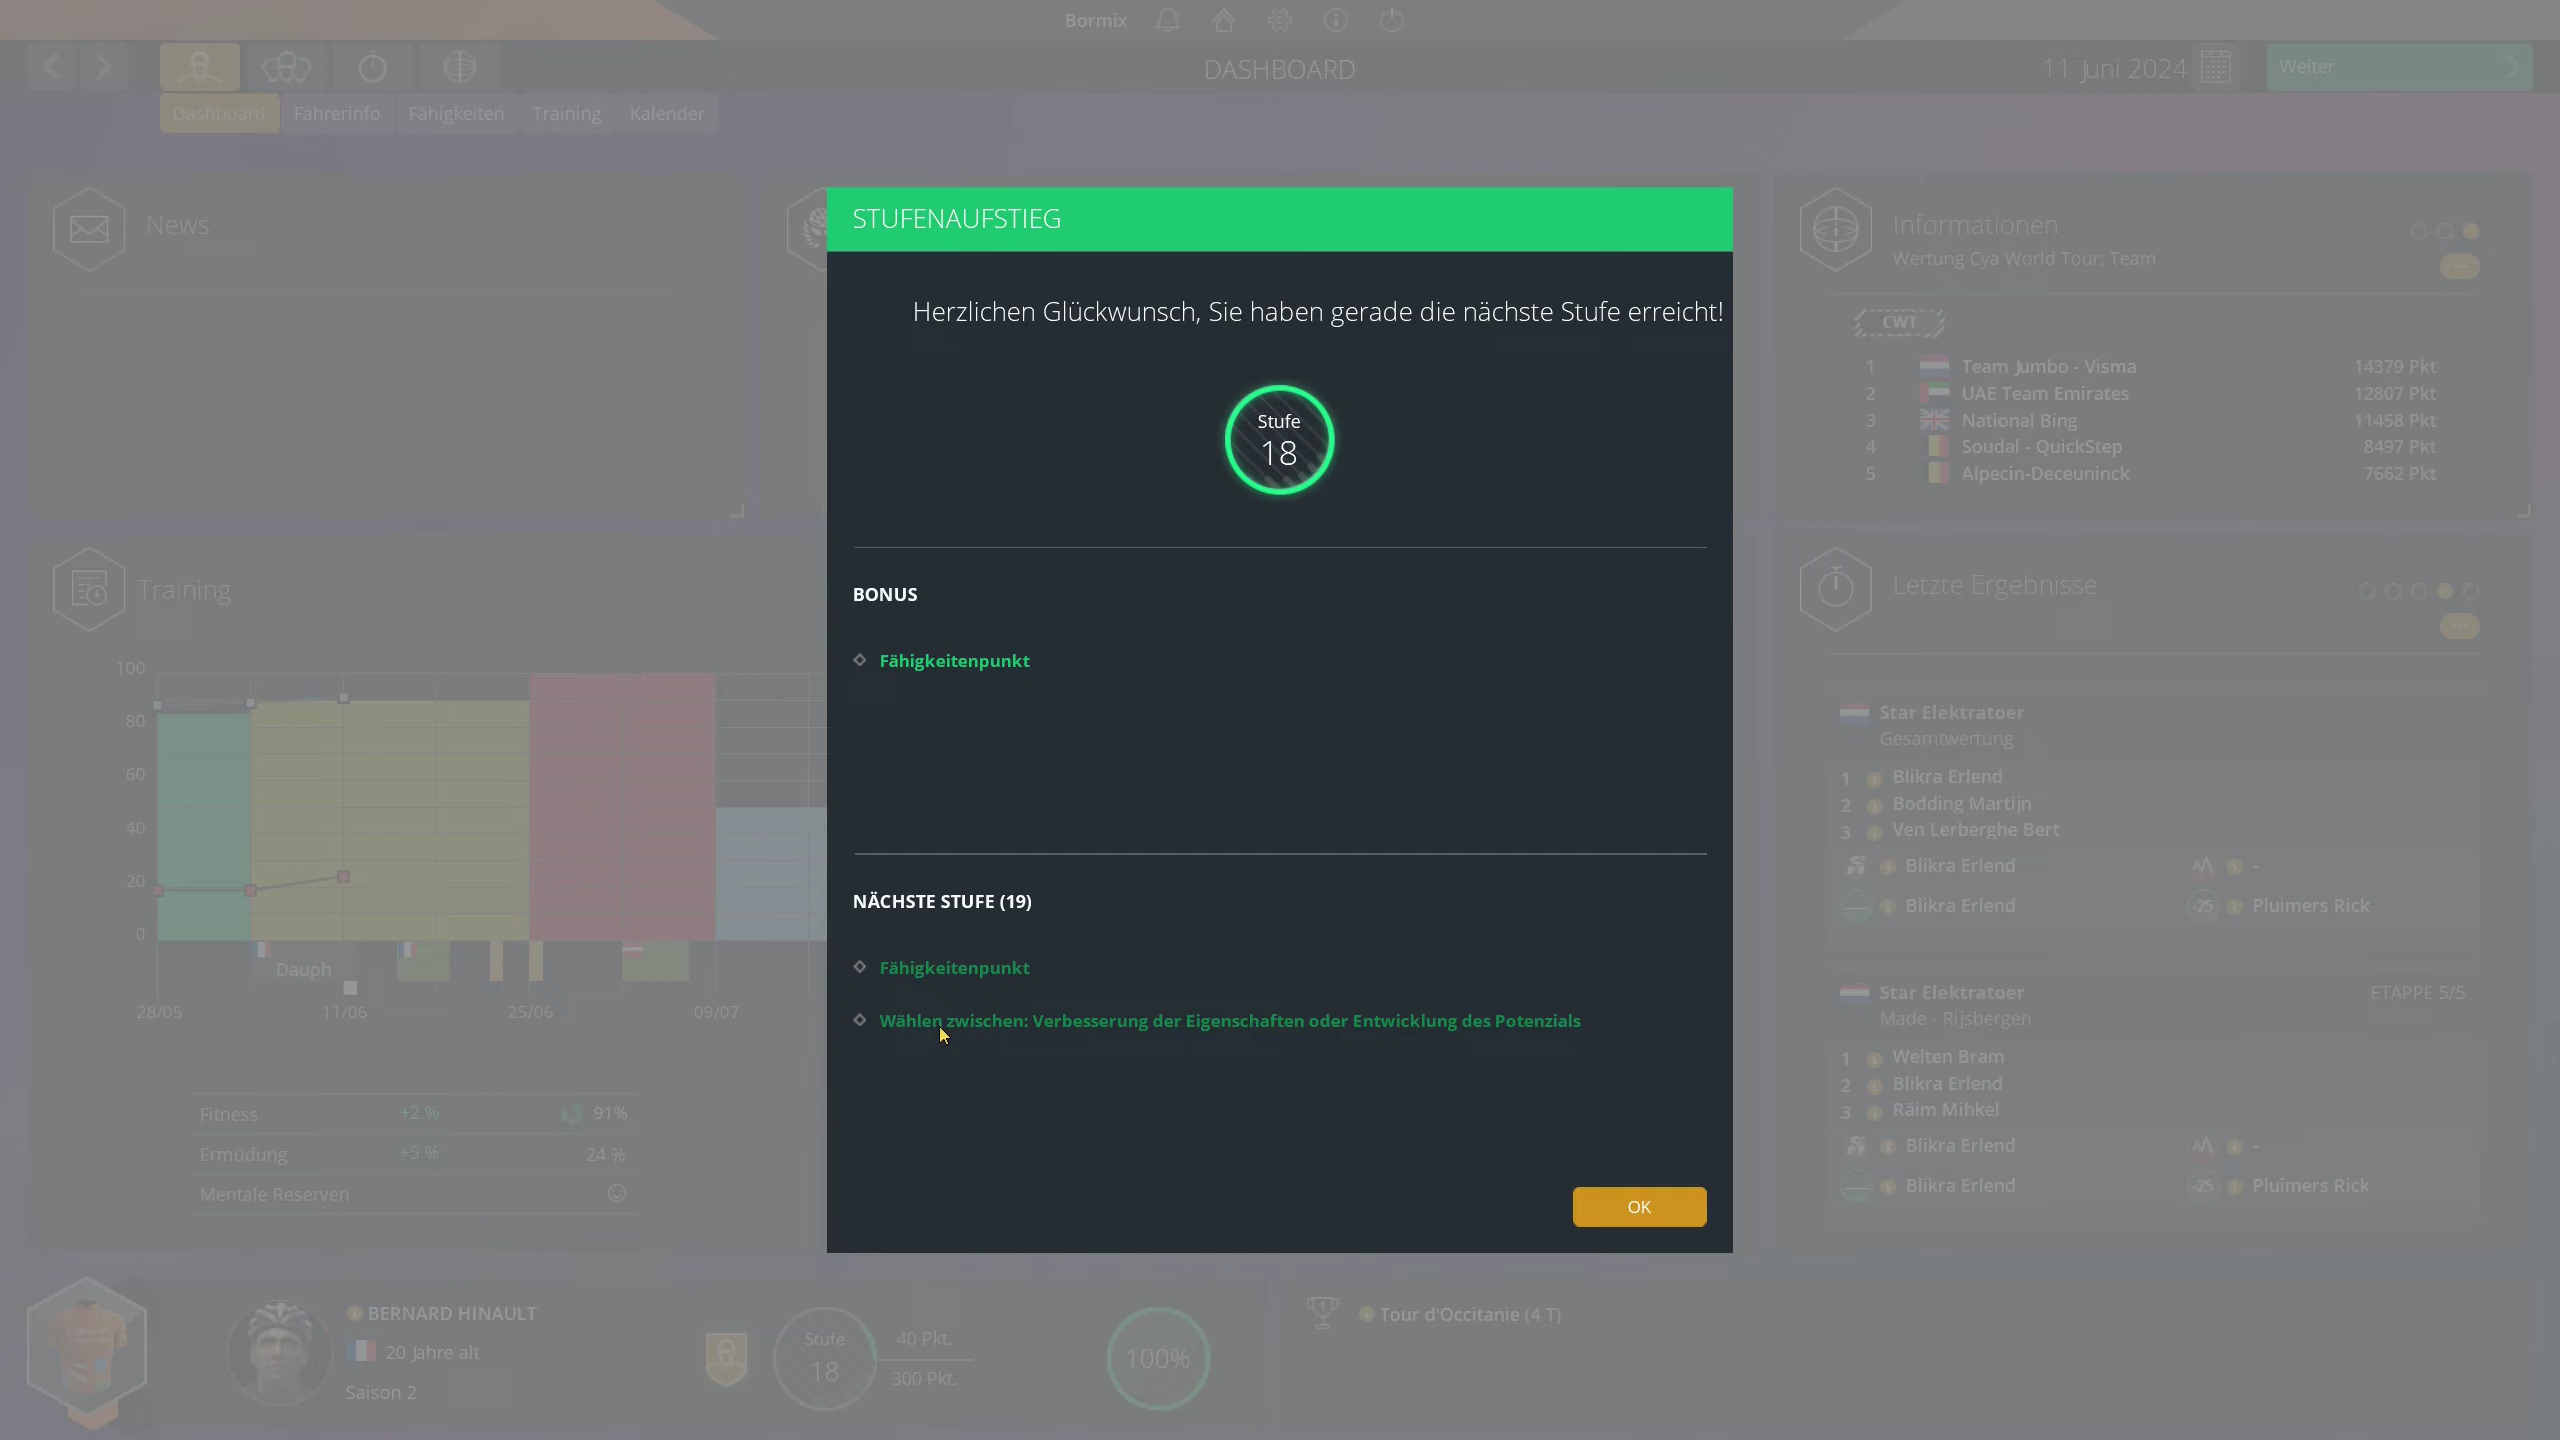 Bormix
DASHBOARD
11 Juni 2024
Weiter
Dashboard
Fahrerinfo
Fähigkeiten
Training
Kalender
News
STUFENAUFSTIEG
Herzlichen Glückwunsch, Sie haben gerade die nächste Stufe erreicht!
Stufe
18
BONUS
Fähigkeitenpunkt
NÄCHSTE STUFE (19)
Fähigkeitenpunkt
Wählen zwischen: Verbesserung der Eigenschaften oder Entwicklung des Potenzials
OK
Informationen
Wertung Cya World Tour: Team
CWT
1 Team Jumbo - Visma 14379 Pkt
2 UAE Team Emirates 12807 Pkt
3 National Bing 11458 Pkt
4 Soudal - QuickStep 8497 Pkt
5 Alpecin-Deceuninck 7662 Pkt
Training
100
80
60
40
20
0
Dauph
28/05 11/06 25/06 09/07
Fitness +2 % 91%
Ermüdung +5 % 24 %
Mentale Reserven
Letzte Ergebnisse
Star Elektratoer
Gesamtwertung
1 Blikra Erlend
2 Bodding Martijn
3 Ven Lerberghe Bert
Blikra Erlend -
Blikra Erlend -25 Pluimers Rick
Star Elektratoer ETAPPE 5/5
Made - Rijsbergen
1 Welten Bram
2 Blikra Erlend
3 Räim Mihkel
Blikra Erlend -
Blikra Erlend -25 Pluimers Rick
BERNARD HINAULT
20 Jahre alt
Saison 2
Stufe
18
40 Pkt.
300 Pkt.
100%
1
Tour d'Occitanie (4 T)